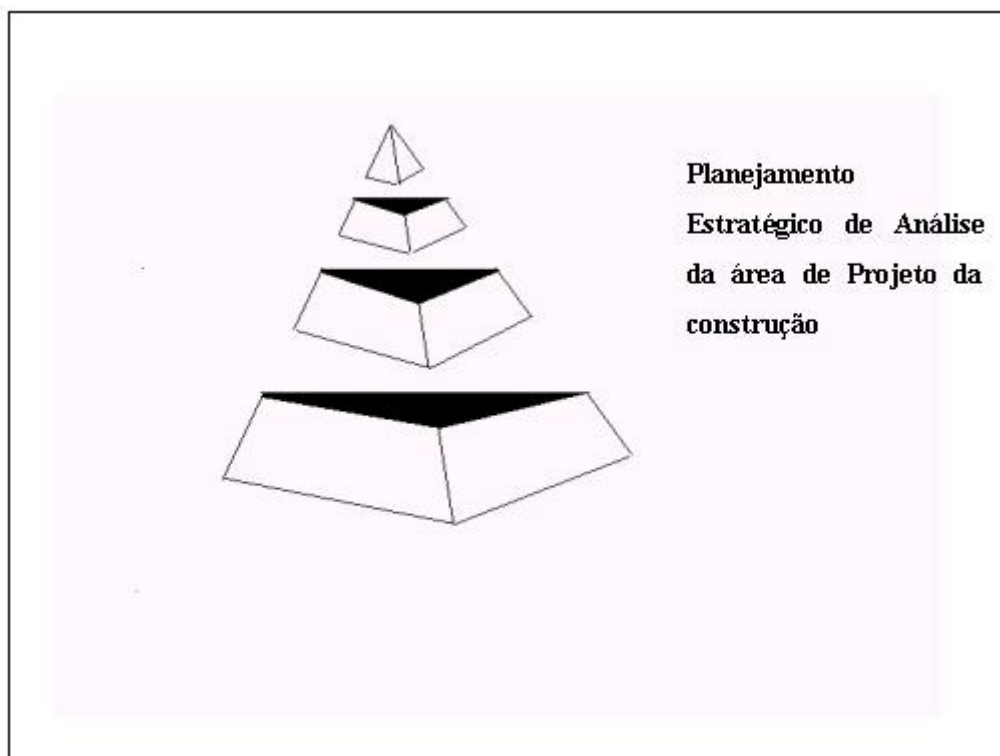 Planejamento
Estratégico de Análise
da área de Projeto da
construção